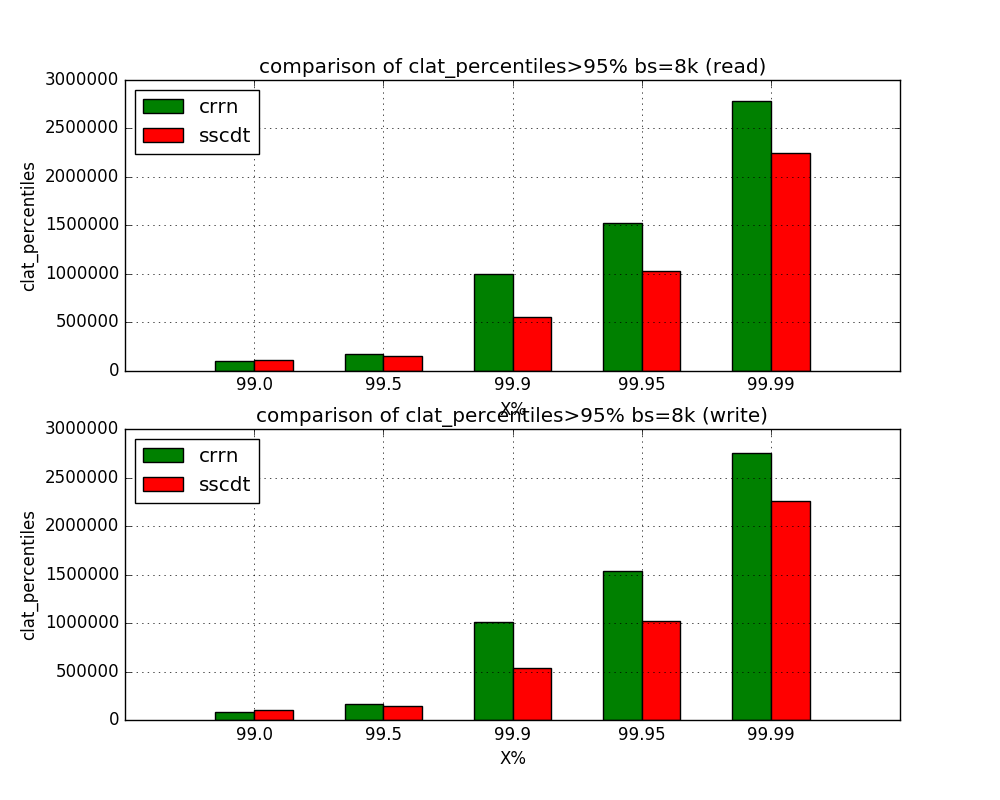 comparison of clat_percentiles>95% bs=8k (read)
3000000
2500000
2000000
1500000
1000000
500000
0
clat_percentiles
crrn
sscdt
99.0 99.5 99.9 99.95 99.99
X%
comparison of clat_percentiles>95% bs=8k (write)
3000000
2500000
2000000
1500000
1000000
500000
0
clat_percentiles
crrn
sscdt
99.0 99.5 99.9 99.95 99.99
X%